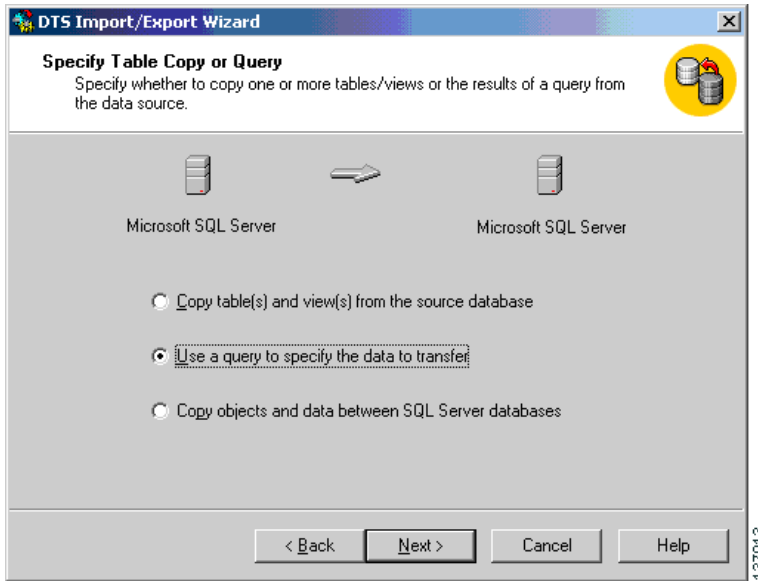 DTS Import/Export Wizard
Specify Table Copy or Query
Specify whether to copy one or more tables/views or the results of a query from
the data source.
Microsoft SQL Server
Microsoft SQL Server
Copy table(s) and view(s) from the source database
Use a query to specify the data to transfer
Copy objects and data between SQL Server databases
< Back
Next >
Cancel
Help